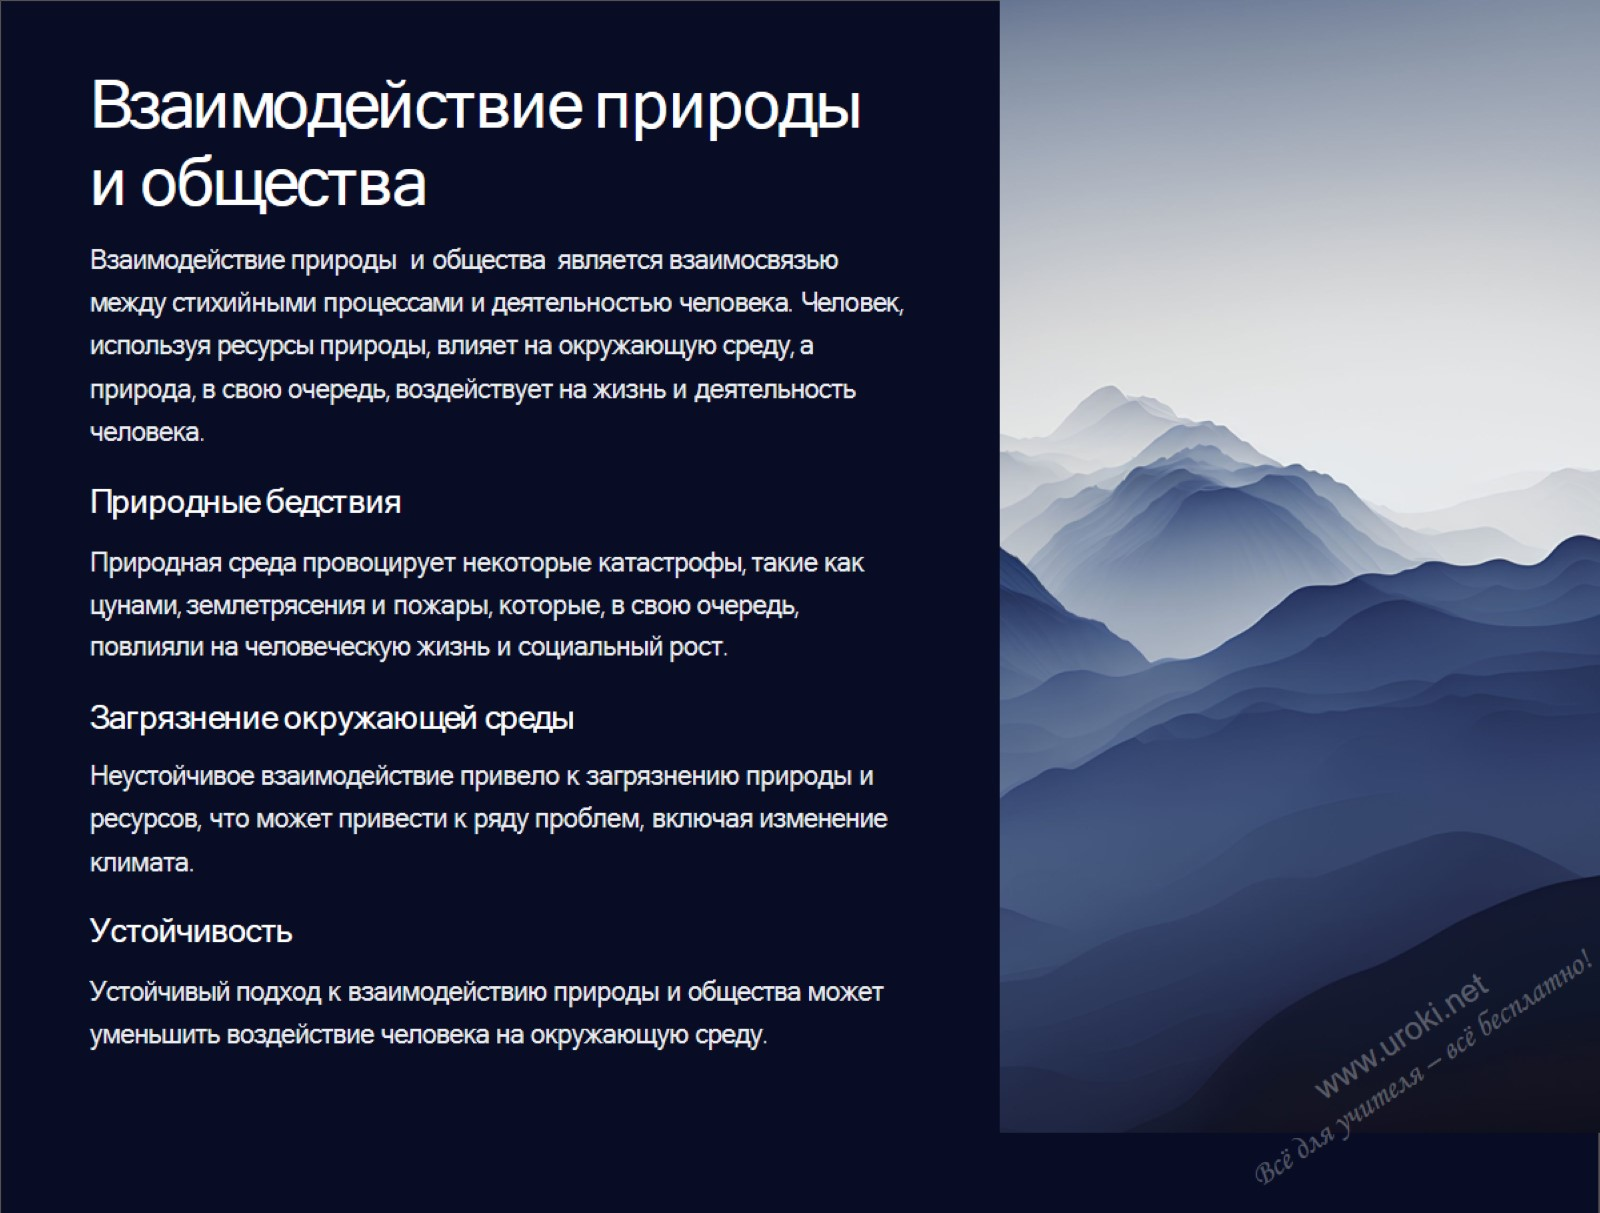 Взаимодействие природы
и общества
Взаимодействие природы и общества является взаимосвязью
между стихийными процессами и деятельностью человека. Человек,
используя ресурсы природы, влияет на окружающую среду, а
природа, в свою очередь, воздействует на жизнь и деятельность
человека.
Природные бедствия
Природная среда провоцирует некоторые катастрофы, такие как
цунами, землетрясения и пожары, которые, в свою очередь,
повлияли на человеческую жизнь и социальный рост.
Загрязнение окружающей среды
Неустойчивое взаимодействие привело к загрязнению природы и
ресурсов, что может привести к ряду проблем, включая изменение
климата.
Устойчивость
Устойчивый подход к взаимодействию природы и общества может
уменьшить воздействие человека на окружающую среду.
www.uroki.net
Всё для учителя – всё бесплатно!